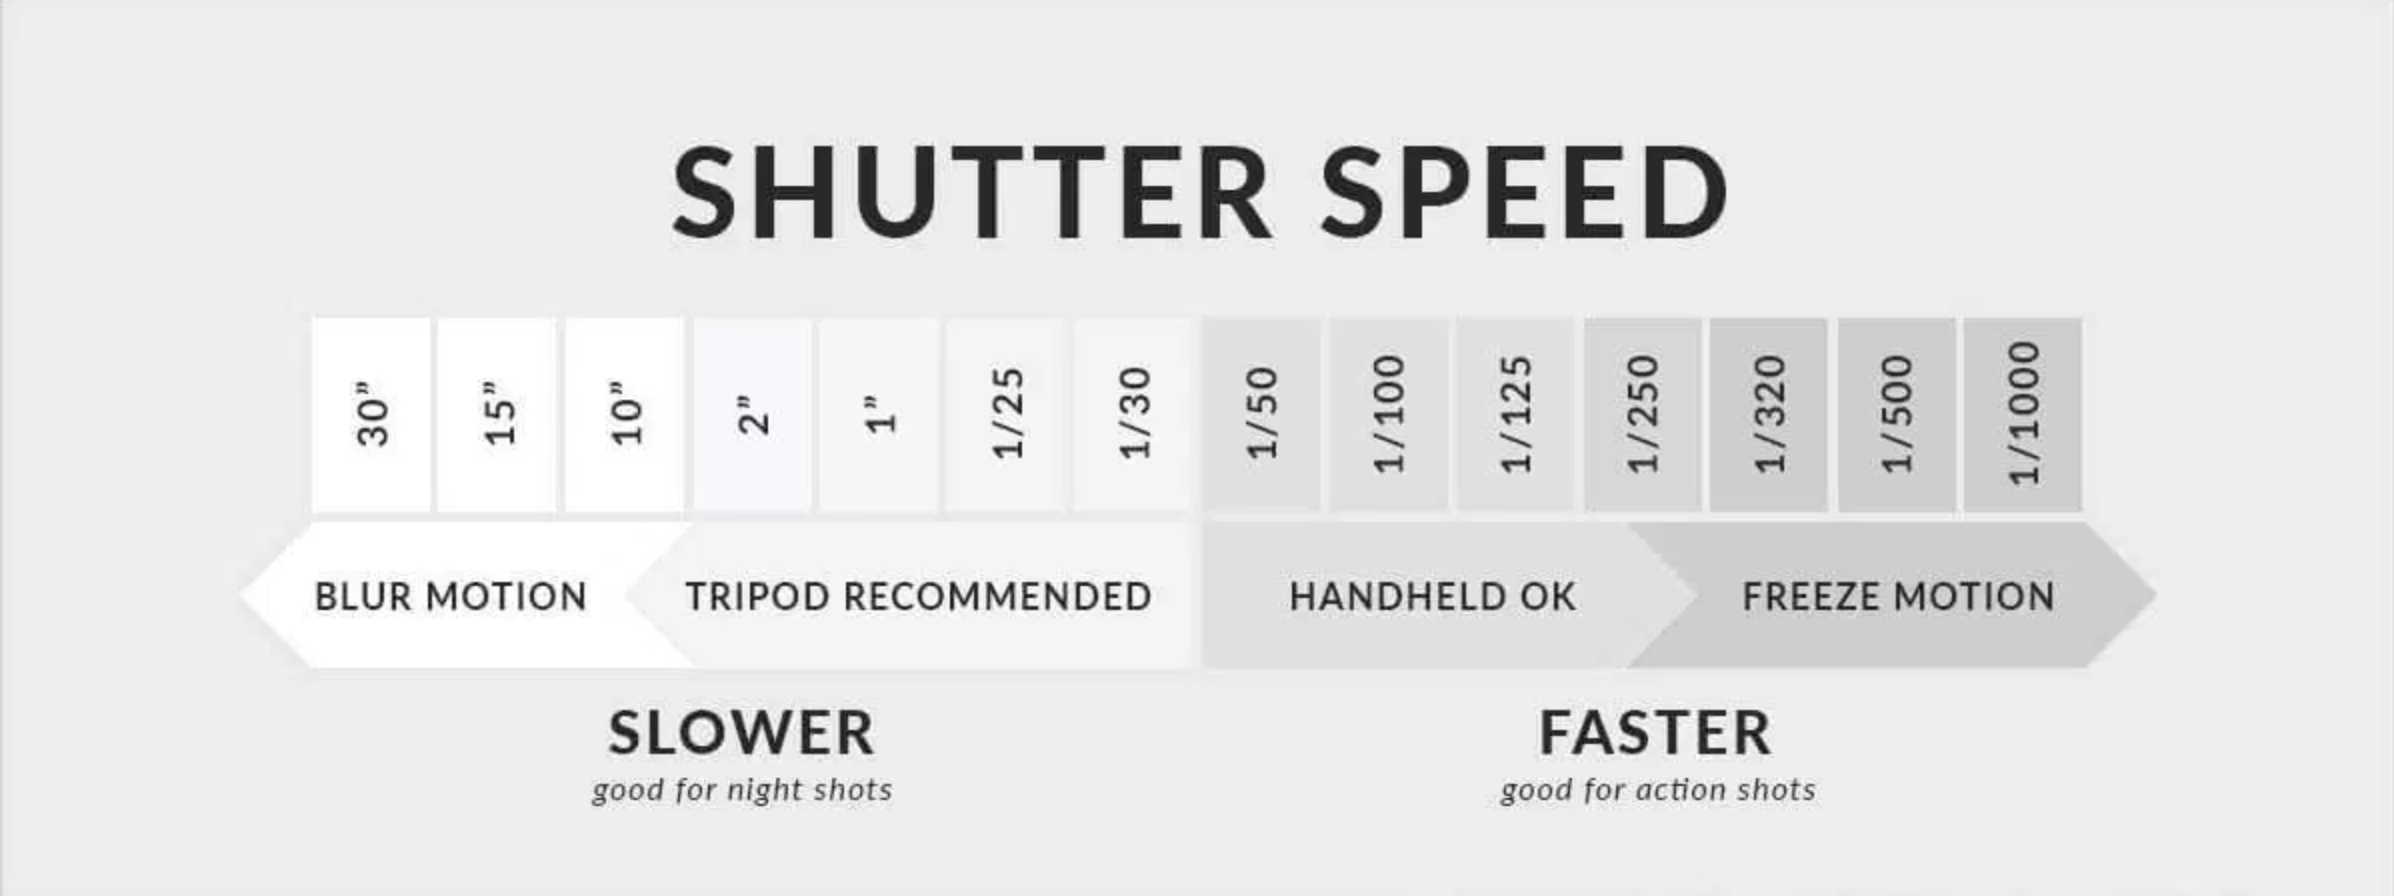 SHUTTER SPEED
30” 15” 10” 2” 1” 1/25 1/30 1/50 1/100 1/125 1/250 1/320 1/500 1/1000
BLUR MOTION TRIPOD RECOMMENDED HANDHELD OK FREEZE MOTION
SLOWER FASTER
good for night shots good for action shots